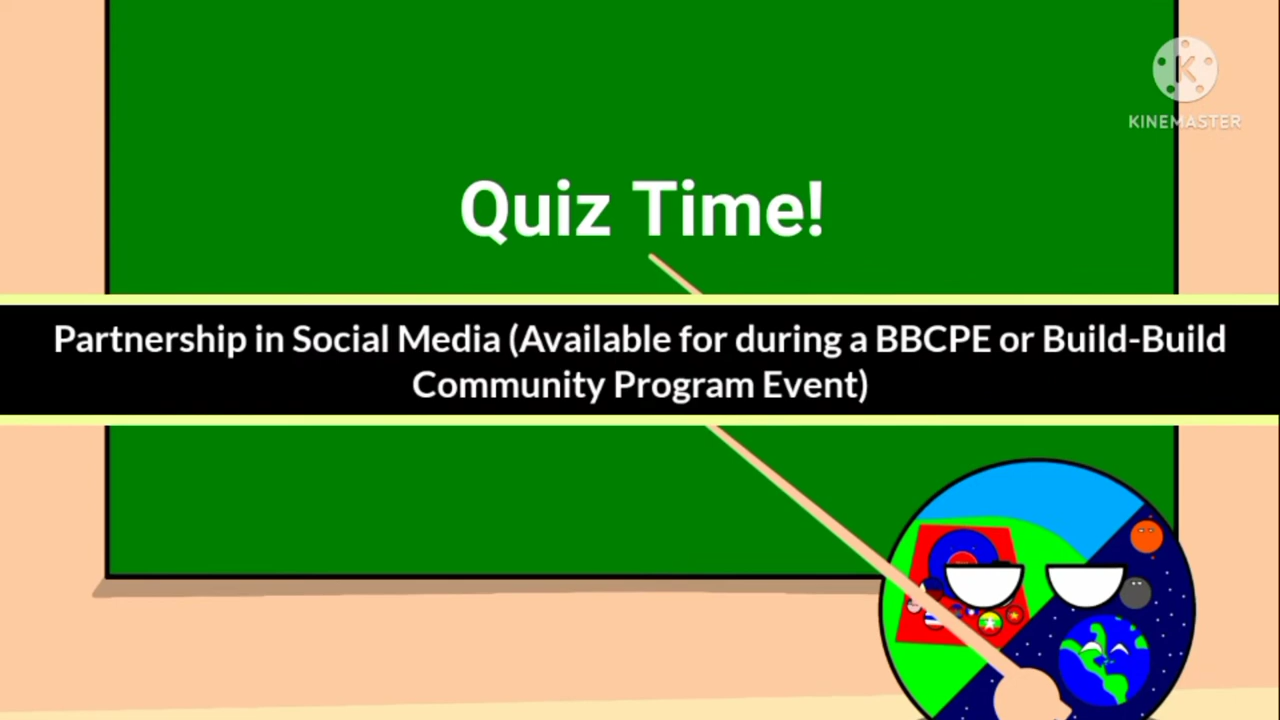 KINEMASTER
Quiz Time!
Partnership in Social Media (Available for during a BBCPE or Build-Build
Community Program Event)